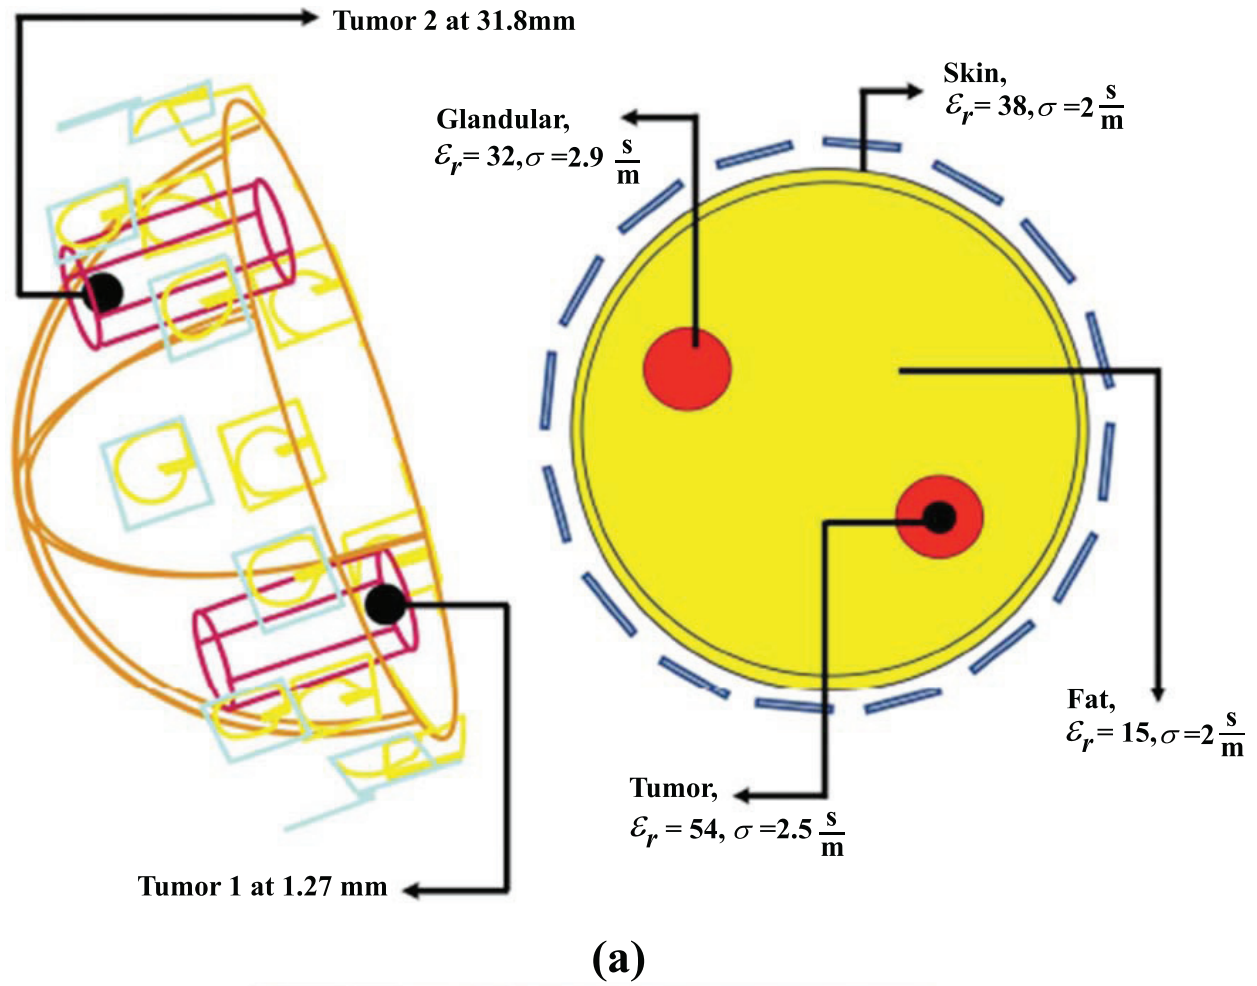 Tumor 2 at 31.8mm
Skin,
εr= 38, σ =2 s/m
Glandular,
εr= 32, σ =2.9 s/m
Fat,
εr= 15, σ =2 s/m
Tumor,
εr = 54, σ =2.5 s/m
Tumor 1 at 1.27 mm
(a)